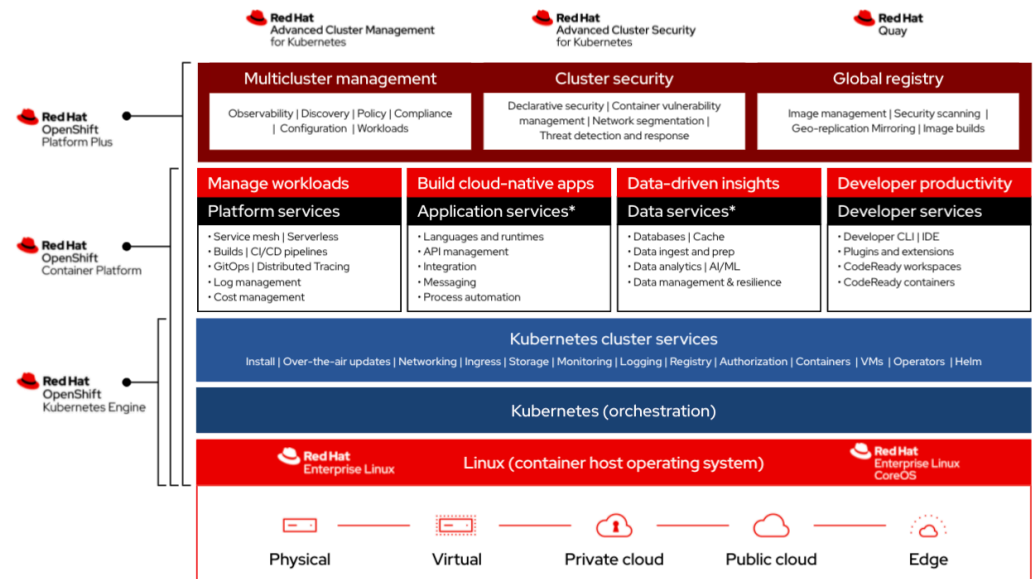 Red Hat
Advanced Cluster Management
for Kubernetes
Red Hat
Advanced Cluster Security
for Kubernetes
Red Hat
Quay
Red Hat
OpenShift
Platform Plus
Multicluster management
Observability | Discovery | Policy | Compliance
| Configuration | Workloads
Cluster security
Declarative security | Container vulnerability
management | Network segmentation |
Threat detection and response
Global registry
Image management | Security scanning |
Geo-replication Mirroring | Image builds
Red Hat
OpenShift
Container Platform
Manage workloads
Platform services
• Service mesh | Serverless
• Builds | CI/CD pipelines
• GitOps | Distributed Tracing
• Log management
• Cost management
Build cloud-native apps
Application services*
• Languages and runtimes
• API management
• Integration
• Messaging
• Process automation
Data-driven insights
Data services*
• Databases | Cache
• Data ingest and prep
• Data analytics | AI/ML
• Data management & resilience
Developer productivity
Developer services
• Developer CLI | IDE
• Plugins and extensions
• CodeReady workspaces
• CodeReady containers
Red Hat
OpenShift
Kubernetes Engine
Kubernetes cluster services
Install | Over-the-air updates | Networking | Ingress | Storage | Monitoring | Logging | Registry | Authorization | Containers | VMs | Operators | Helm
Kubernetes (orchestration)
Red Hat
Enterprise Linux
Linux (container host operating system)
Red Hat
Enterprise Linux
CoreOS
Physical
Virtual
Private cloud
Public cloud
Edge